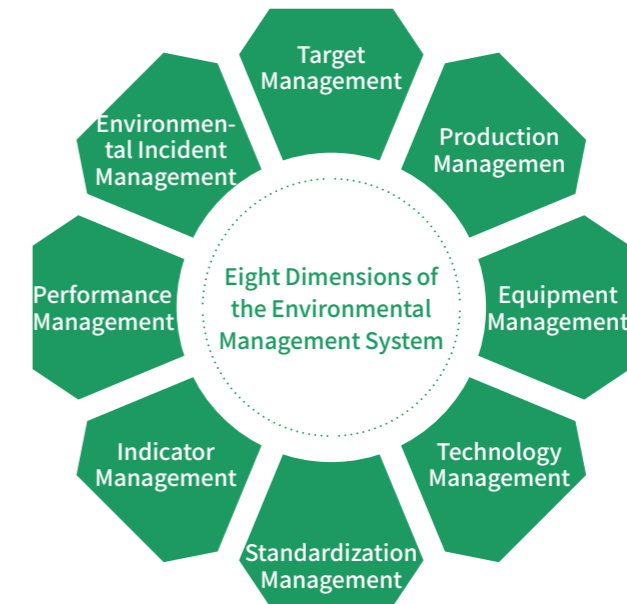 Target
Management
Production
Managemen
Equipment
Management
Technology
Management
Standardization
Management
Indicator
Management
Performance
Management
Environmen-
tal Incident
Management
Eight Dimensions of
the Environmental
Management System